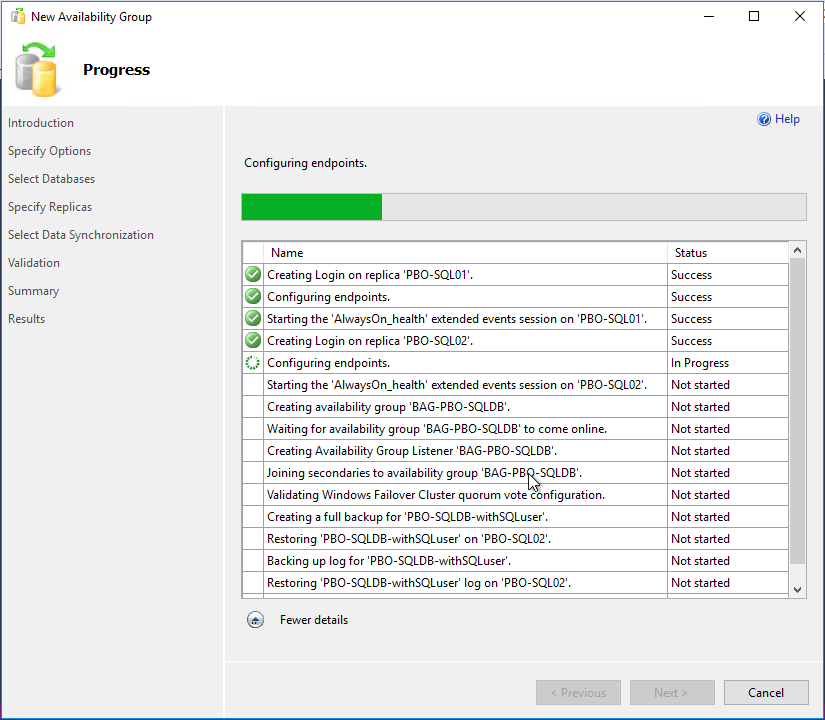 New Availability Group
Progress
Introduction
Specify Options
Select Databases
Specify Replicas
Select Data Synchronization
Validation
Summary
Results
Help
Configuring endpoints.
Name Status
Creating Login on replica 'PBO-SQL01'. Success
Configuring endpoints. Success
Starting the 'AlwaysOn_health' extended events session on 'PBO-SQL01'. Success
Creating Login on replica 'PBO-SQL02'. Success
Configuring endpoints. In Progress
Starting the 'AlwaysOn_health' extended events session on 'PBO-SQL02'. Not started
Creating availability group 'BAG-PBO-SQLDB'. Not started
Waiting for availability group 'BAG-PBO-SQLDB' to come online. Not started
Creating Availability Group Listener 'BAG-PBO-SQLDB'. Not started
Joining secondaries to availability group 'BAG-PBO-SQLDB'. Not started
Validating Windows Failover Cluster quorum vote configuration. Not started
Creating a full backup for 'PBO-SQLDB-withSQLuser'. Not started
Restoring 'PBO-SQLDB-withSQLuser' on 'PBO-SQL02'. Not started
Backing up log for 'PBO-SQLDB-withSQLuser'. Not started
Restoring 'PBO-SQLDB-withSQLuser' log on 'PBO-SQL02'. Not started
Fewer details
< Previous
Next >
Cancel